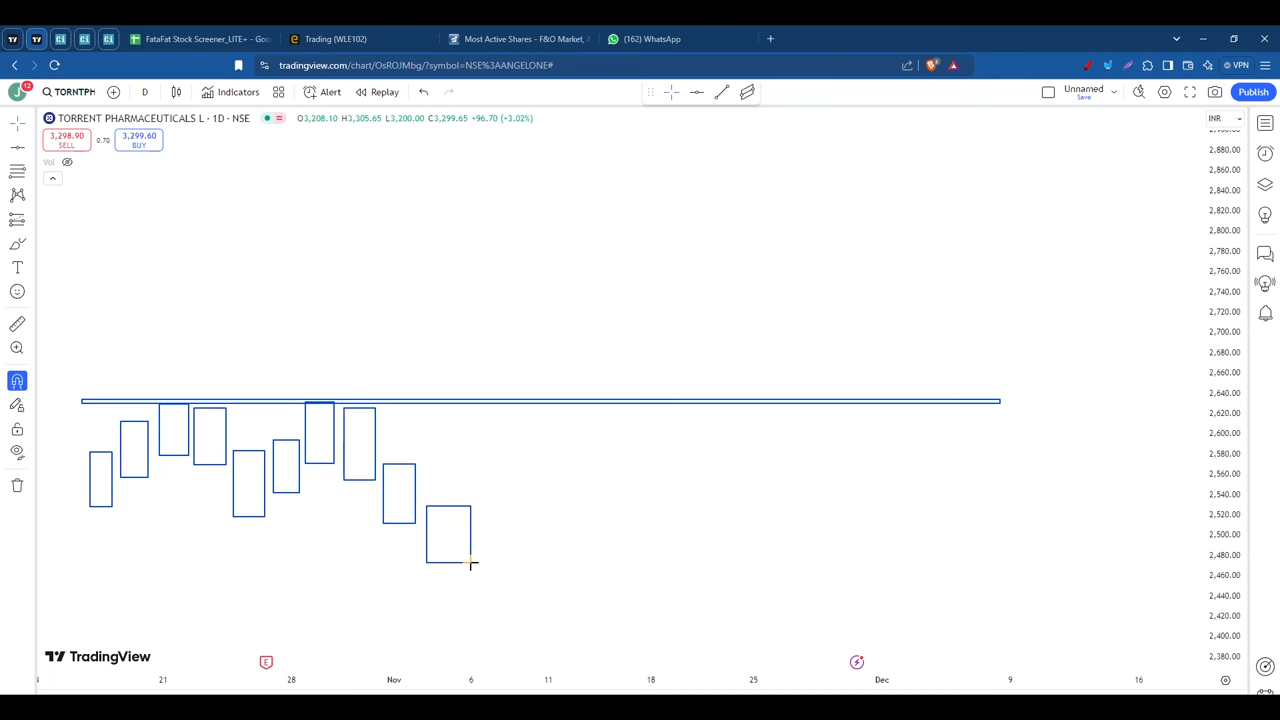 FataFat Stock Screener_LITE+ - Goo
Trading (WLE102)
Most Active Shares - F&O Market, A
(162) WhatsApp
tradingview.com/chart/OsROJMbg/?symbol=NSE%3AANGELONE#
VPN
J
12
TORNTPH
D
Indicators
Alert
Replay
Unnamed
Save
Publish
TORRENT PHARMACEUTICALS L · 1D · NSE
O3,208.10 H3,305.65 L3,200.00 C3,299.65 +96.70 (+3.02%)
INR
3,298.90
SELL
0.70
3,299.60
BUY
Vol
2,880.00
2,860.00
2,840.00
2,820.00
2,800.00
2,780.00
2,760.00
2,740.00
2,720.00
2,700.00
2,680.00
2,660.00
2,640.00
2,620.00
2,600.00
2,580.00
2,560.00
2,540.00
2,520.00
2,500.00
2,480.00
2,460.00
2,440.00
2,420.00
2,400.00
2,380.00
TradingView
E
21 28 Nov 6 11 18 25 Dec 9 16